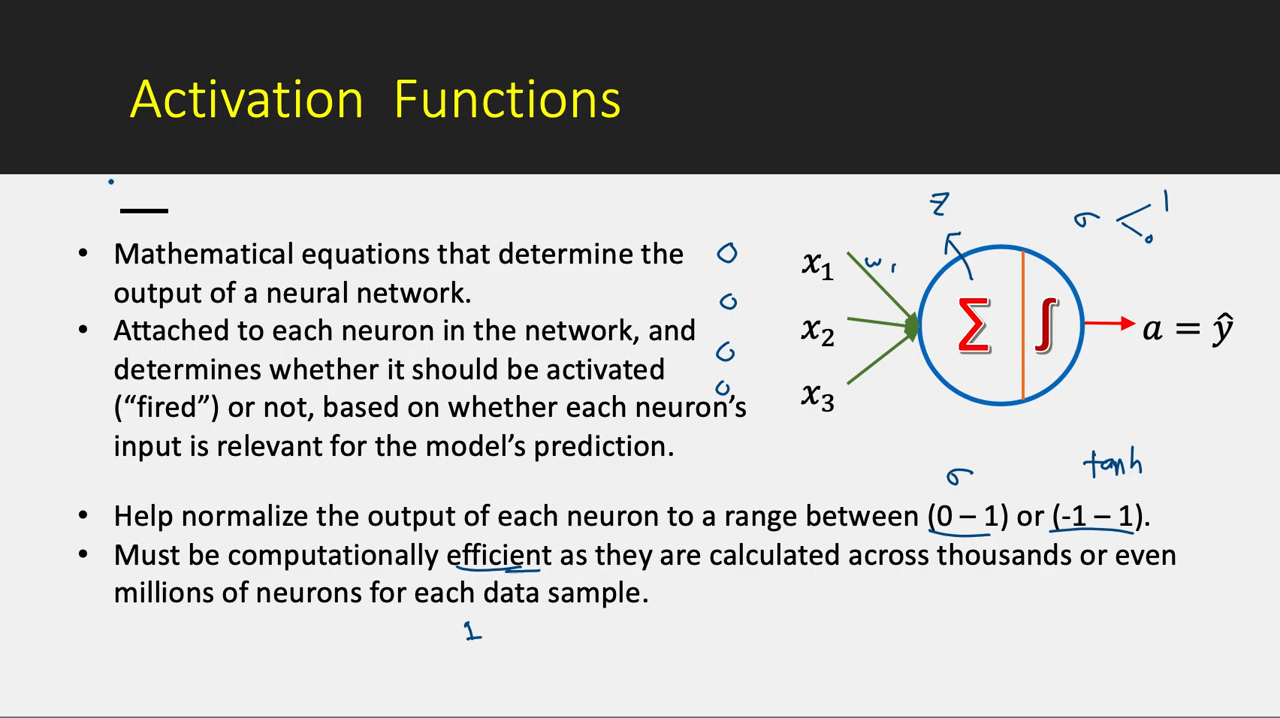 Activation Functions
• Mathematical equations that determine the
output of a neural network.
• Attached to each neuron in the network, and
determines whether it should be activated
(“fired”) or not, based on whether each neuron’s
input is relevant for the model’s prediction.
• Help normalize the output of each neuron to a range between (0 – 1) or (-1 – 1).
• Must be computationally efficient as they are calculated across thousands or even
millions of neurons for each data sample.
1
o
o
o
o
x₁
x₂
x₃
w₁
z
Σ ∫
σ < 1
0
a = ŷ
σ
tanh